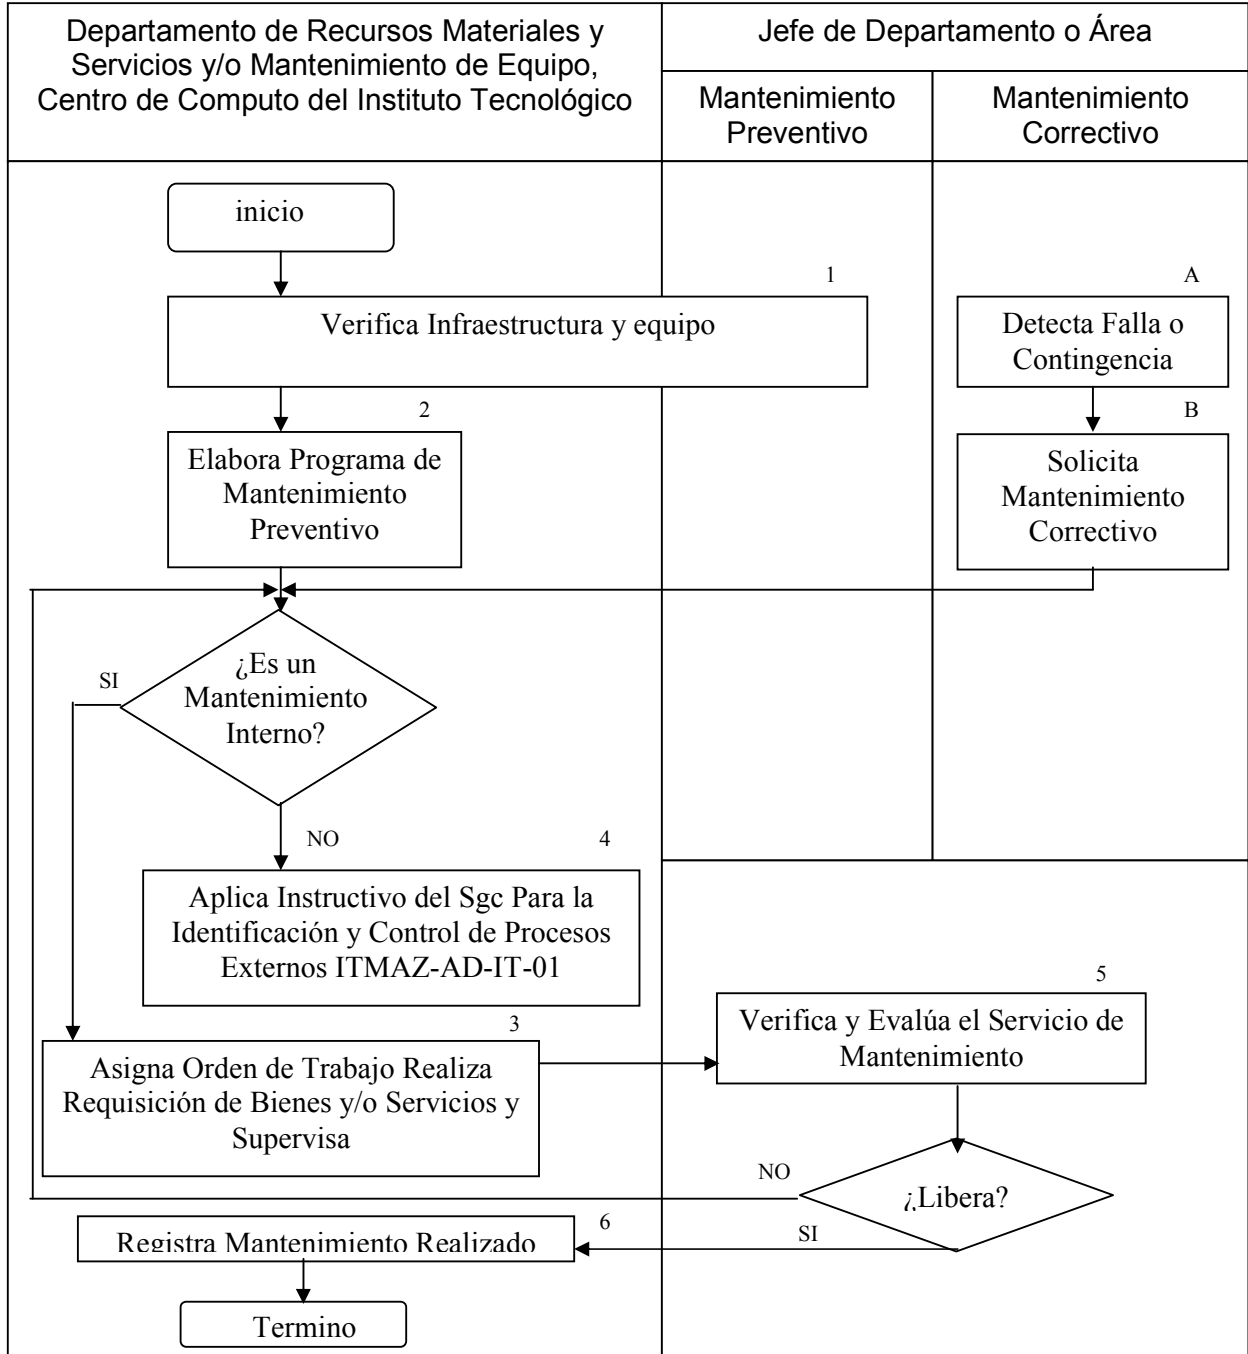 Departamento de Recursos Materiales y
Servicios y/o Mantenimiento de Equipo,
Centro de Computo del Instituto Tecnológico
Jefe de Departamento o Área
Mantenimiento
Preventivo
Mantenimiento
Correctivo
inicio
1
Verifica Infraestructura y equipo
A
Detecta Falla o
Contingencia
2
Elabora Programa de
Mantenimiento
Preventivo
B
Solicita
Mantenimiento
Correctivo
¿Es un
Mantenimiento
Interno?
SI
NO
4
Aplica Instructivo del Sgc Para la
Identificación y Control de Procesos
Externos ITMAZ-AD-IT-01
5
Verifica y Evalúa el Servicio de
Mantenimiento
3
Asigna Orden de Trabajo Realiza
Requisición de Bienes y/o Servicios y
Supervisa
NO
¿Libera?
SI
6
Registra Mantenimiento Realizado
Termino